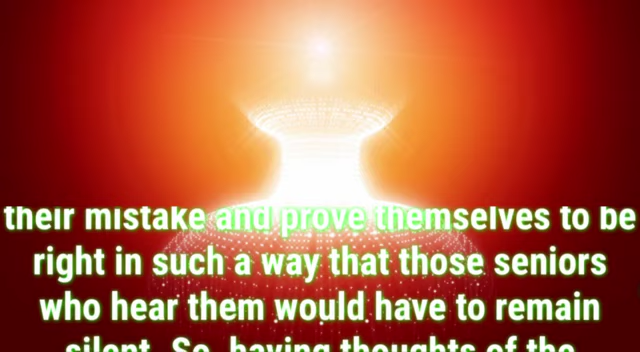 their mistake and prove themselves to be
right in such a way that those seniors
who hear them would have to remain
silent. So, having thoughts of the